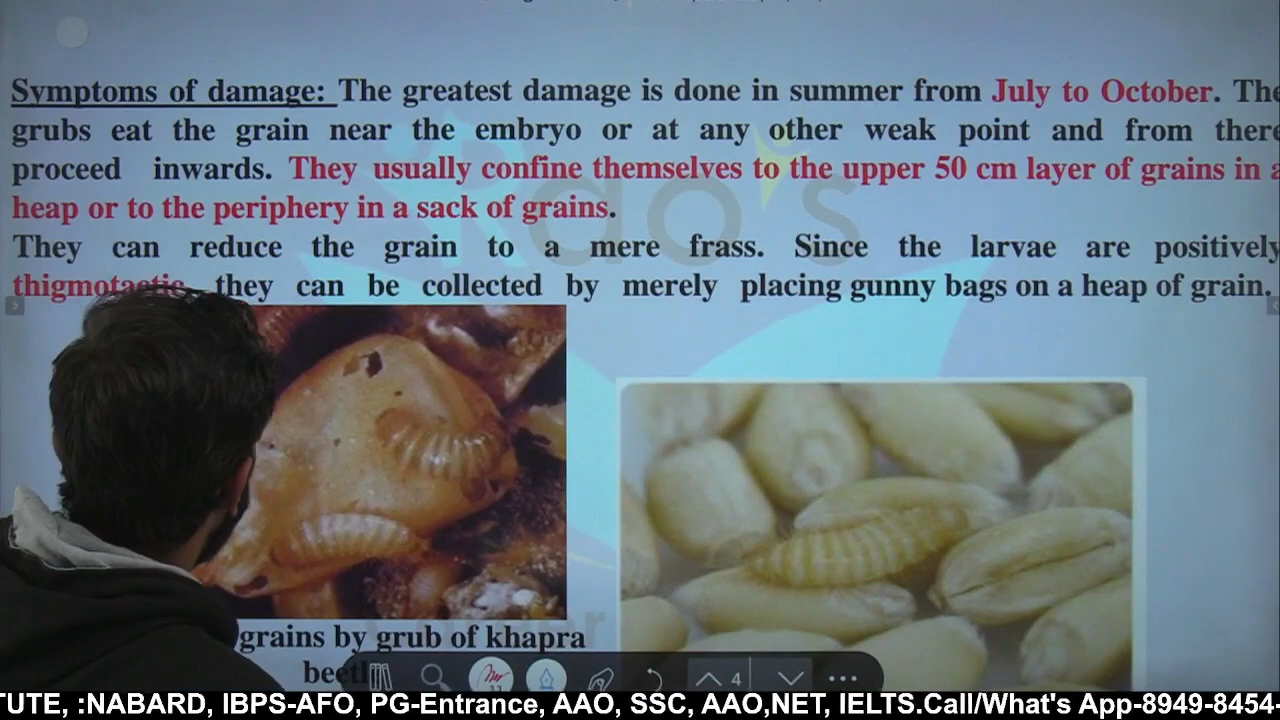 Symptoms of damage: The greatest damage is done in summer from July to October. The
grubs eat the grain near the embryo or at any other weak point and from there
proceed inwards. They usually confine themselves to the upper 50 cm layer of grains in a
heap or to the periphery in a sack of grains.
They can reduce the grain to a mere frass. Since the larvae are positively
thigmotactic they can be collected by merely placing gunny bags on a heap of grain.
Rao's
grains by grub of khapra
4
TUTE, :NABARD, IBPS-AFO, PG-Entrance, AAO, SSC, AAO,NET, IELTS.Call/What's App-8949-8454-